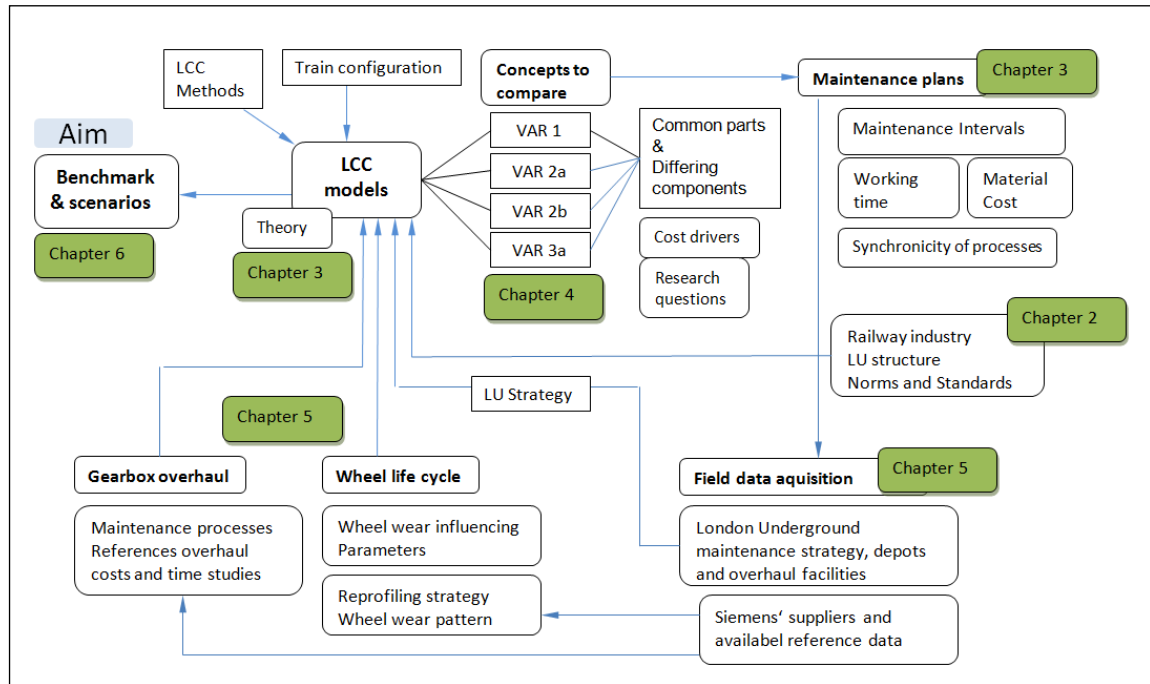 LCC
Methods
Train configuration
Concepts to
compare
Maintenance plans
Chapter 3
Aim
Benchmark
& scenarios
Chapter 6
LCC
models
Theory
Chapter 3
VAR 1
VAR 2a
VAR 2b
VAR 3a
Chapter 4
Common parts
&
Differing
components
Cost drivers
Research
questions
Maintenance Intervals
Working
time
Material
Cost
Synchronicity of processes
Chapter 2
Railway industry
LU structure
Norms and Standards
LU Strategy
Chapter 5
Gearbox overhaul
Maintenance processes
References overhaul
costs and time studies
Wheel life cycle
Wheel wear influencing
Parameters
Reprofiling strategy
Wheel wear pattern
Field data aquisition
Chapter 5
London Underground
maintenance strategy, depots
and overhaul facilities
Siemens‘ suppliers and
availabel reference data